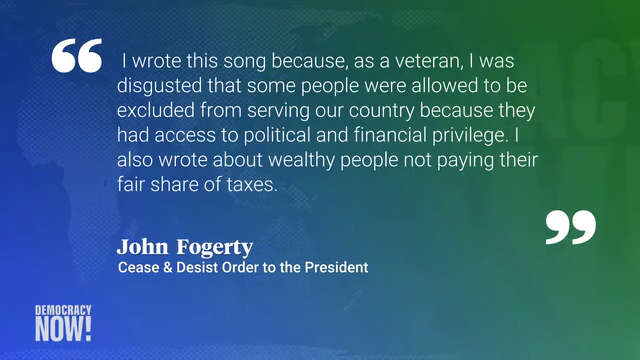 “
I wrote this song because, as a veteran, I was
disgusted that some people were allowed to be
excluded from serving our country because they
had access to political and financial privilege. I
also wrote about wealthy people not paying their
fair share of taxes.
”
John Fogerty
Cease & Desist Order to the President
DEMOCRACY
NOW!